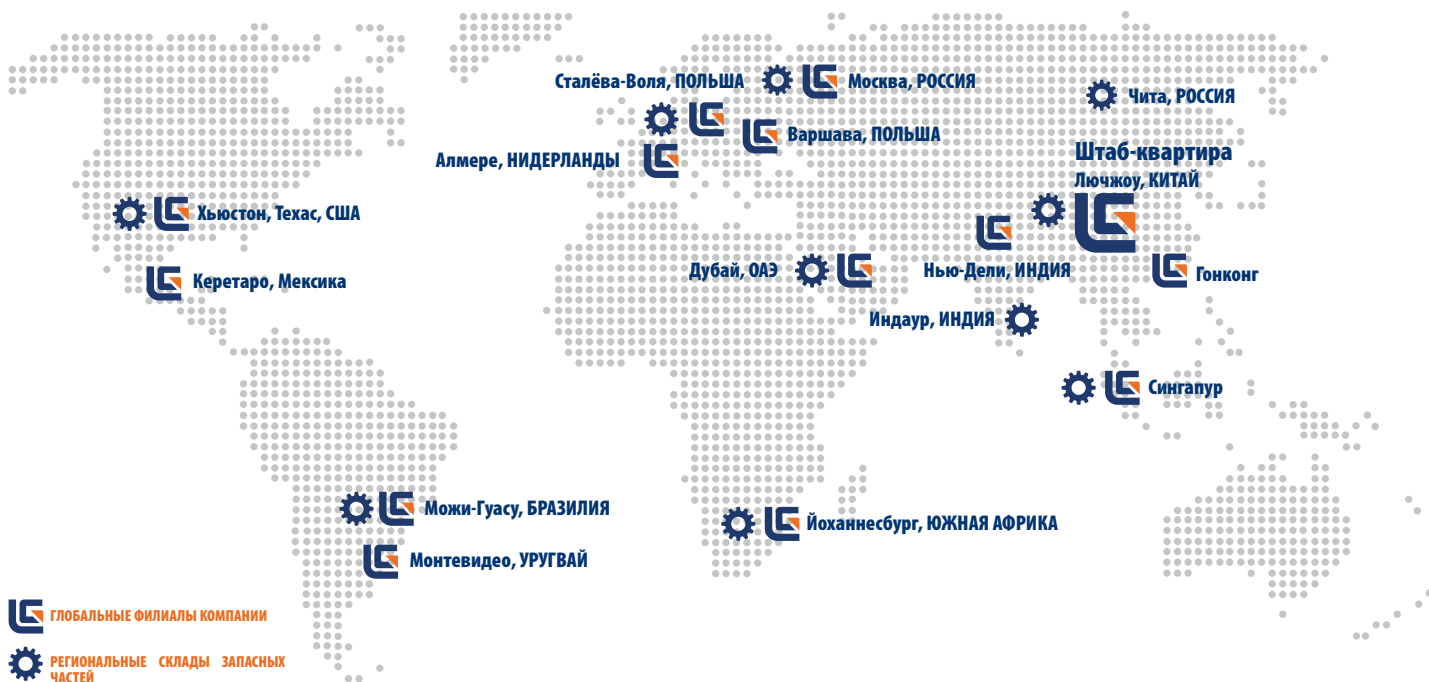 Сталёва-Воля, ПОЛЬША
Москва, РОССИЯ
Чита, РОССИЯ
Варшава, ПОЛЬША
Алмере, НИДЕРЛАНДЫ
Штаб-квартира
Лючжоу, КИТАЙ
Хьюстон, Техас, США
Керетаро, Мексика
Дубай, ОАЭ
Нью-Дели, ИНДИЯ
Гонконг
Индаур, ИНДИЯ
Сингапур
Можи-Гуасу, БРАЗИЛИЯ
Йоханнесбург, ЮЖНАЯ АФРИКА
Монтевидео, УРУГВАЙ
ГЛОБАЛЬНЫЕ ФИЛИАЛЫ КОМПАНИИ
РЕГИОНАЛЬНЫЕ СКЛАДЫ ЗАПАСНЫХ
ЧАСТЕЙ